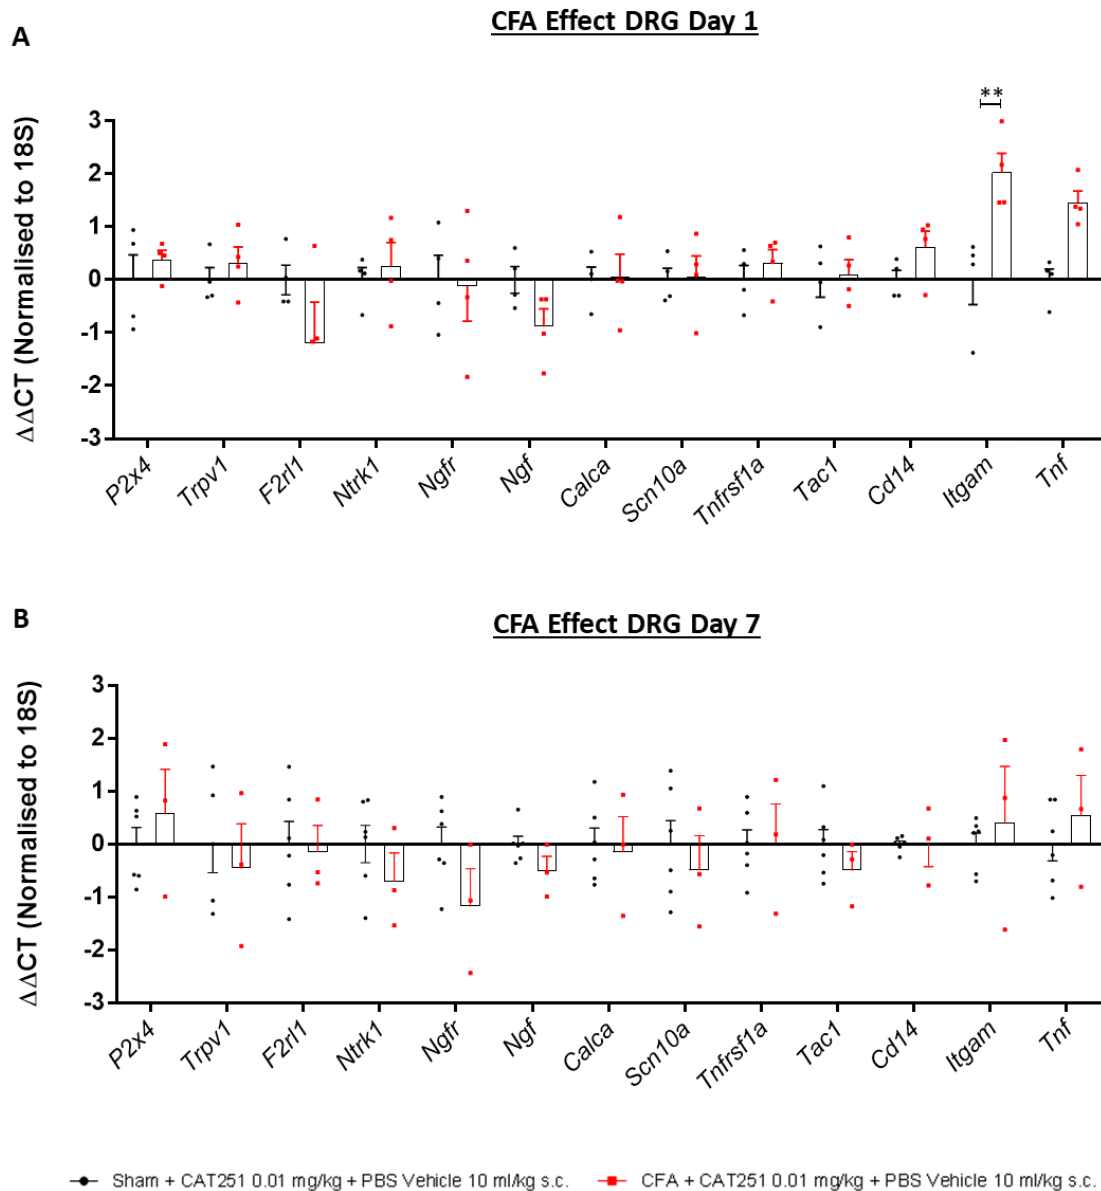 A
CFA Effect DRG Day 1
**
ΔΔCT (Normalised to 18S)
3
2
1
0
-1
-2
-3
P2x4 Trpv1 F2rl1 Ntrk1 Ngfr Ngf Calca Scn10a Tnfrsf1a Tac1 Cd14 Itgam Tnf
B
CFA Effect DRG Day 7
ΔΔCT (Normalised to 18S)
3
2
1
0
-1
-2
-3
P2x4 Trpv1 F2rl1 Ntrk1 Ngfr Ngf Calca Scn10a Tnfrsf1a Tac1 Cd14 Itgam Tnf
Sham + CAT251 0.01 mg/kg + PBS Vehicle 10 ml/kg s.c. CFA + CAT251 0.01 mg/kg + PBS Vehicle 10 ml/kg s.c.